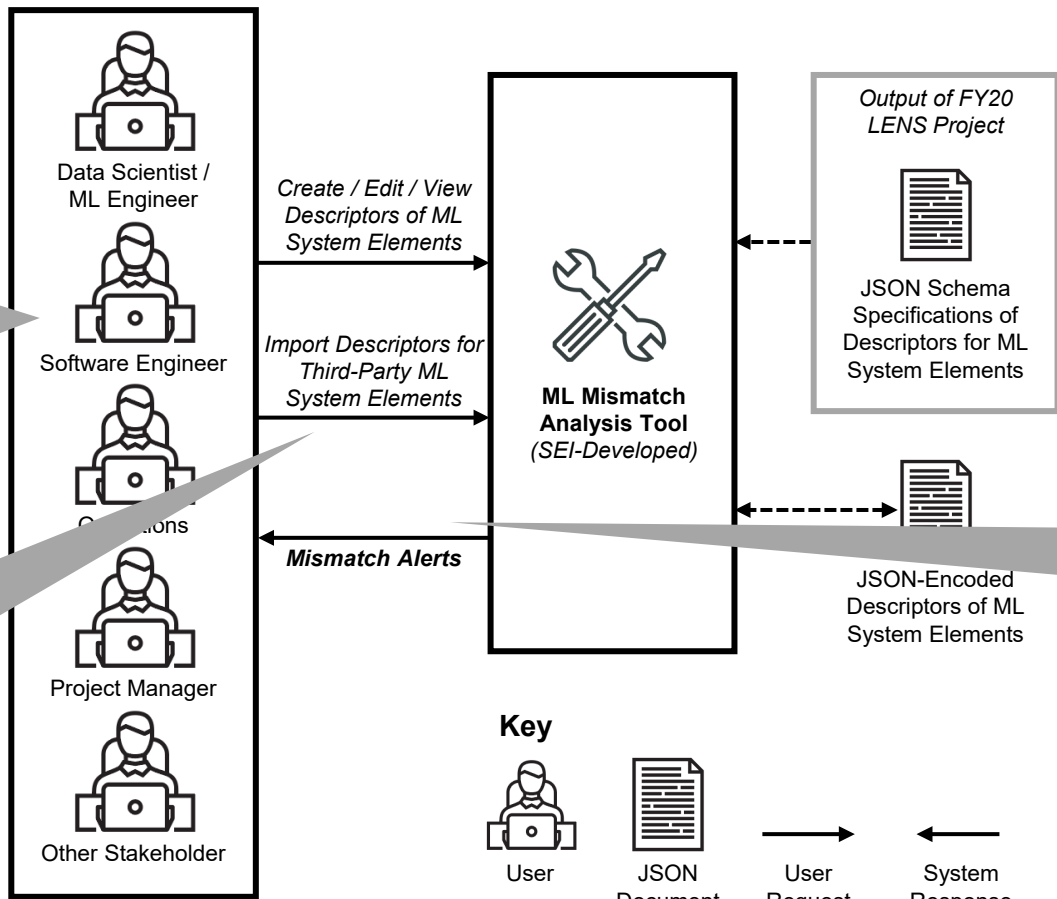 Data Scientist /
ML Engineer
Software Engineer
Project Manager
Other Stakeholder
Create / Edit / View
Descriptors of ML
System Elements
Import Descriptors for
Third-Party ML
System Elements
Mismatch Alerts
ML Mismatch
Analysis Tool
(SEI-Developed)
Output of FY20
LENS Project
JSON Schema
Specifications of
Descriptors for ML
System Elements
JSON-Encoded
Descriptors of ML
System Elements
Key
User
JSON
Document
User
Request
System
Response